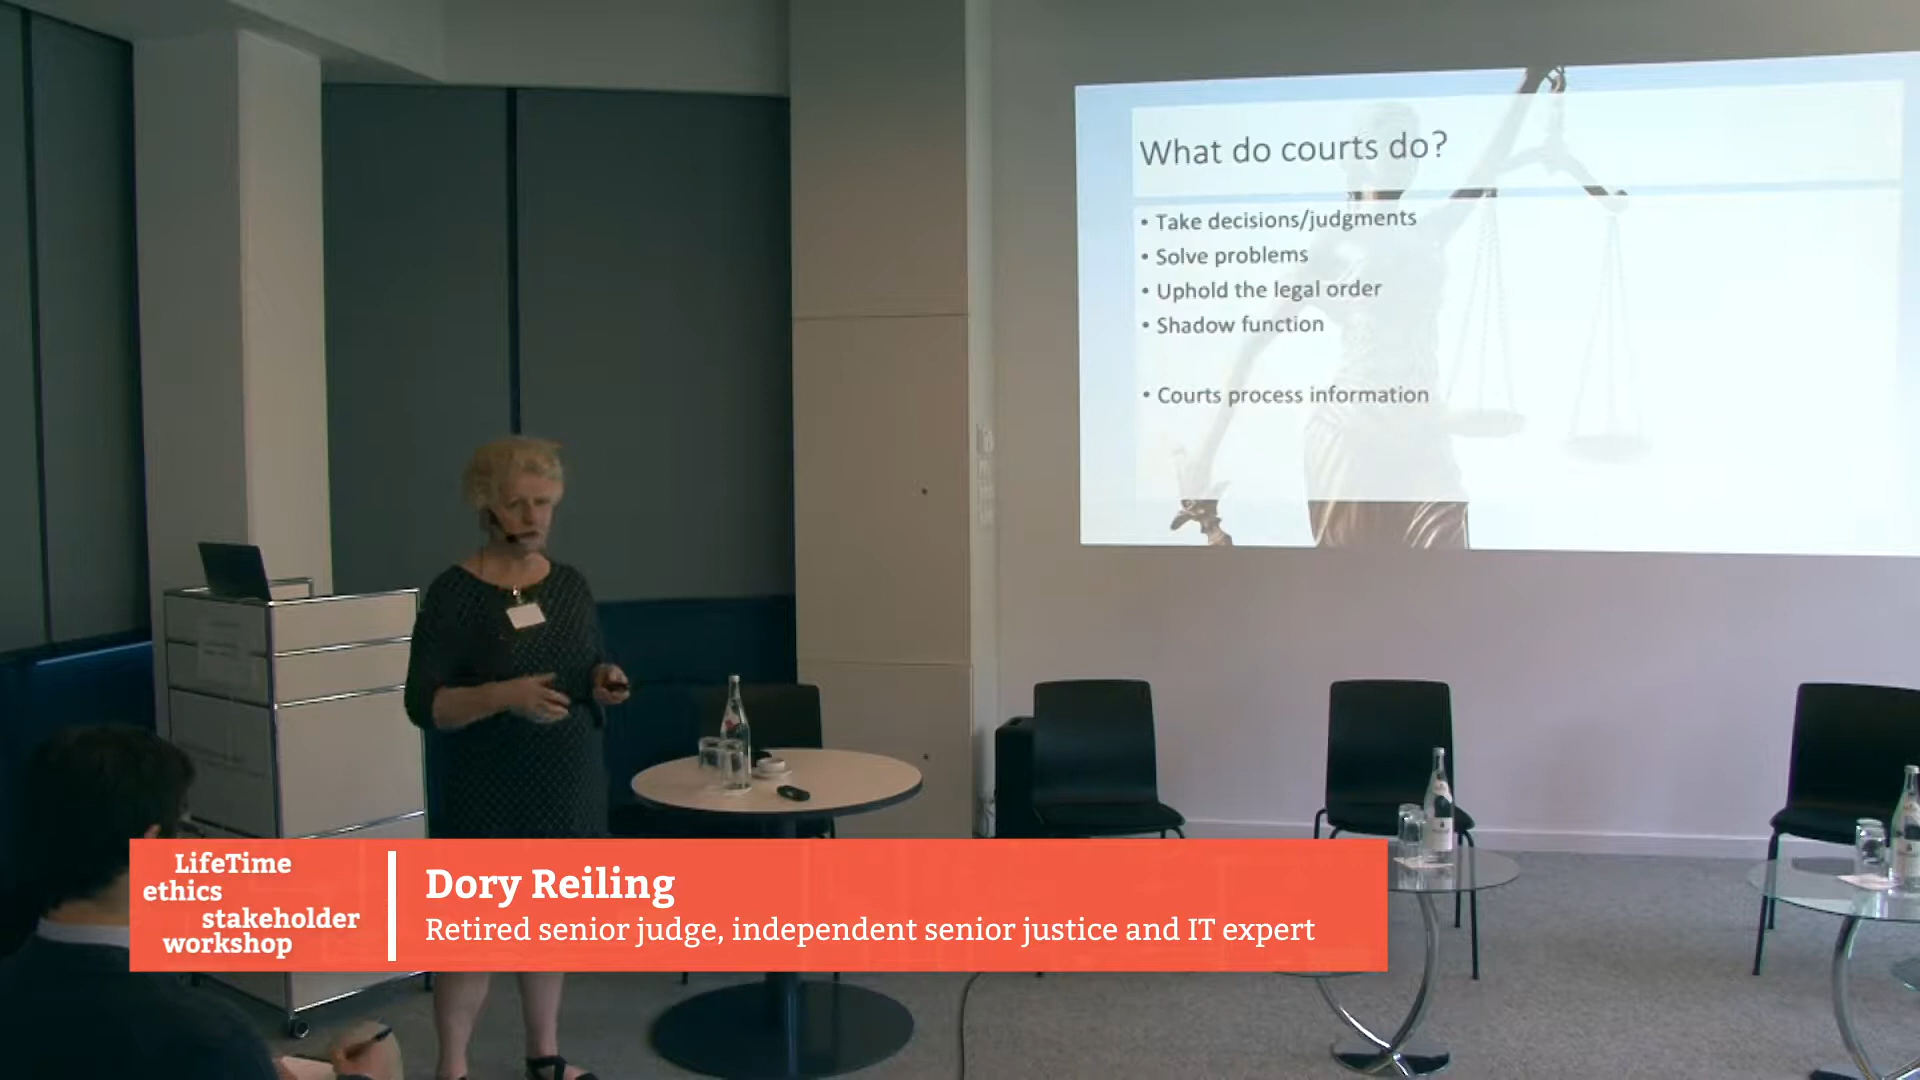 What do courts do?
• Take decisions/judgments
• Solve problems
• Uphold the legal order
• Shadow function
• Courts process information
LifeTime
ethics
stakeholder
workshop
Dory Reiling
Retired senior judge, independent senior justice and IT expert